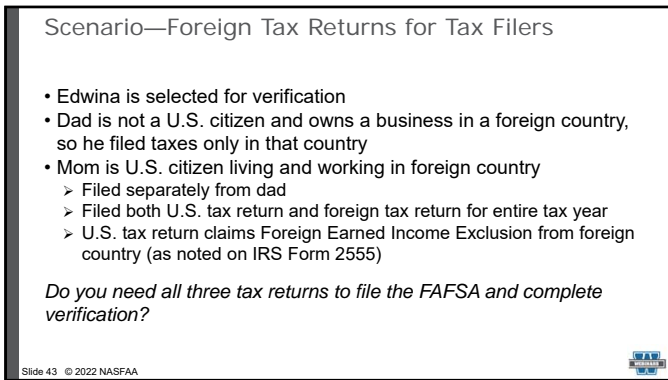 Scenario—Foreign Tax Returns for Tax Filers
• Edwina is selected for verification
• Dad is not a U.S. citizen and owns a business in a foreign country,
so he filed taxes only in that country
• Mom is U.S. citizen living and working in foreign country
➢ Filed separately from dad
➢ Filed both U.S. tax return and foreign tax return for entire tax year
➢ U.S. tax return claims Foreign Earned Income Exclusion from foreign
country (as noted on IRS Form 2555)
Do you need all three tax returns to file the FAFSA and complete
verification?
Slide 43 © 2022 NASFAA